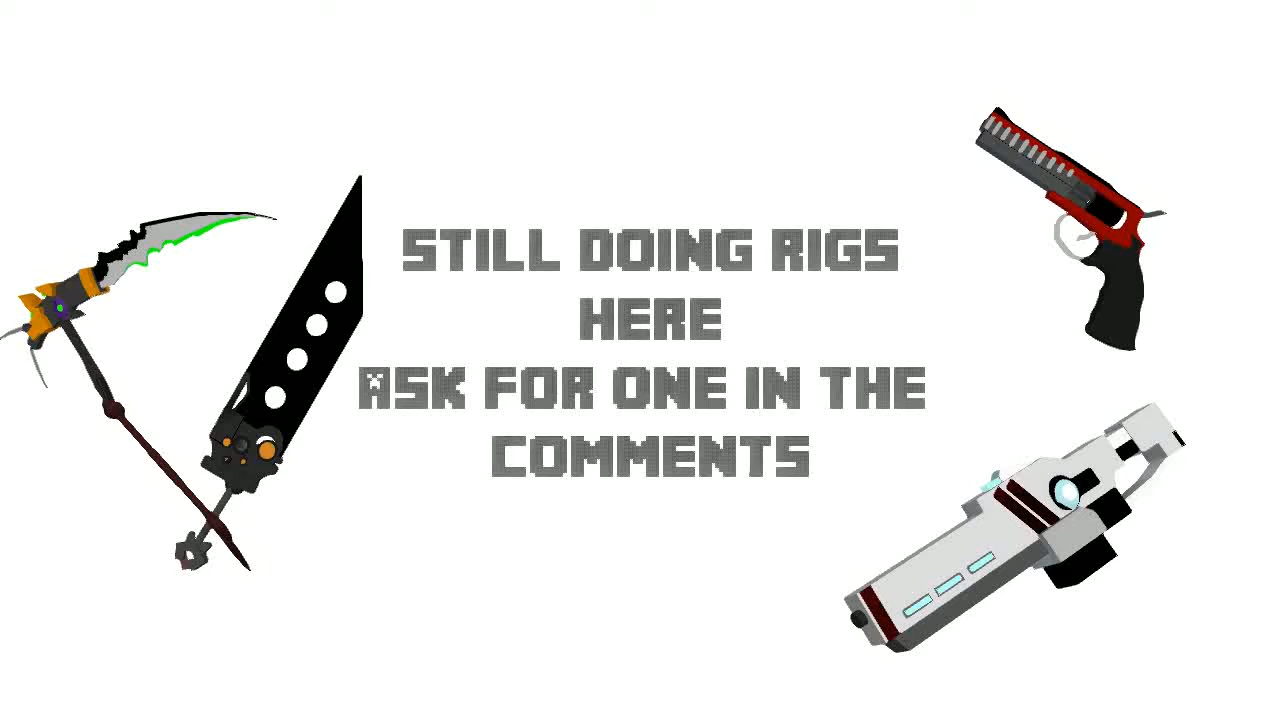 STILL DOING RIGS
HERE
ASK FOR ONE IN THE
COMMENTS